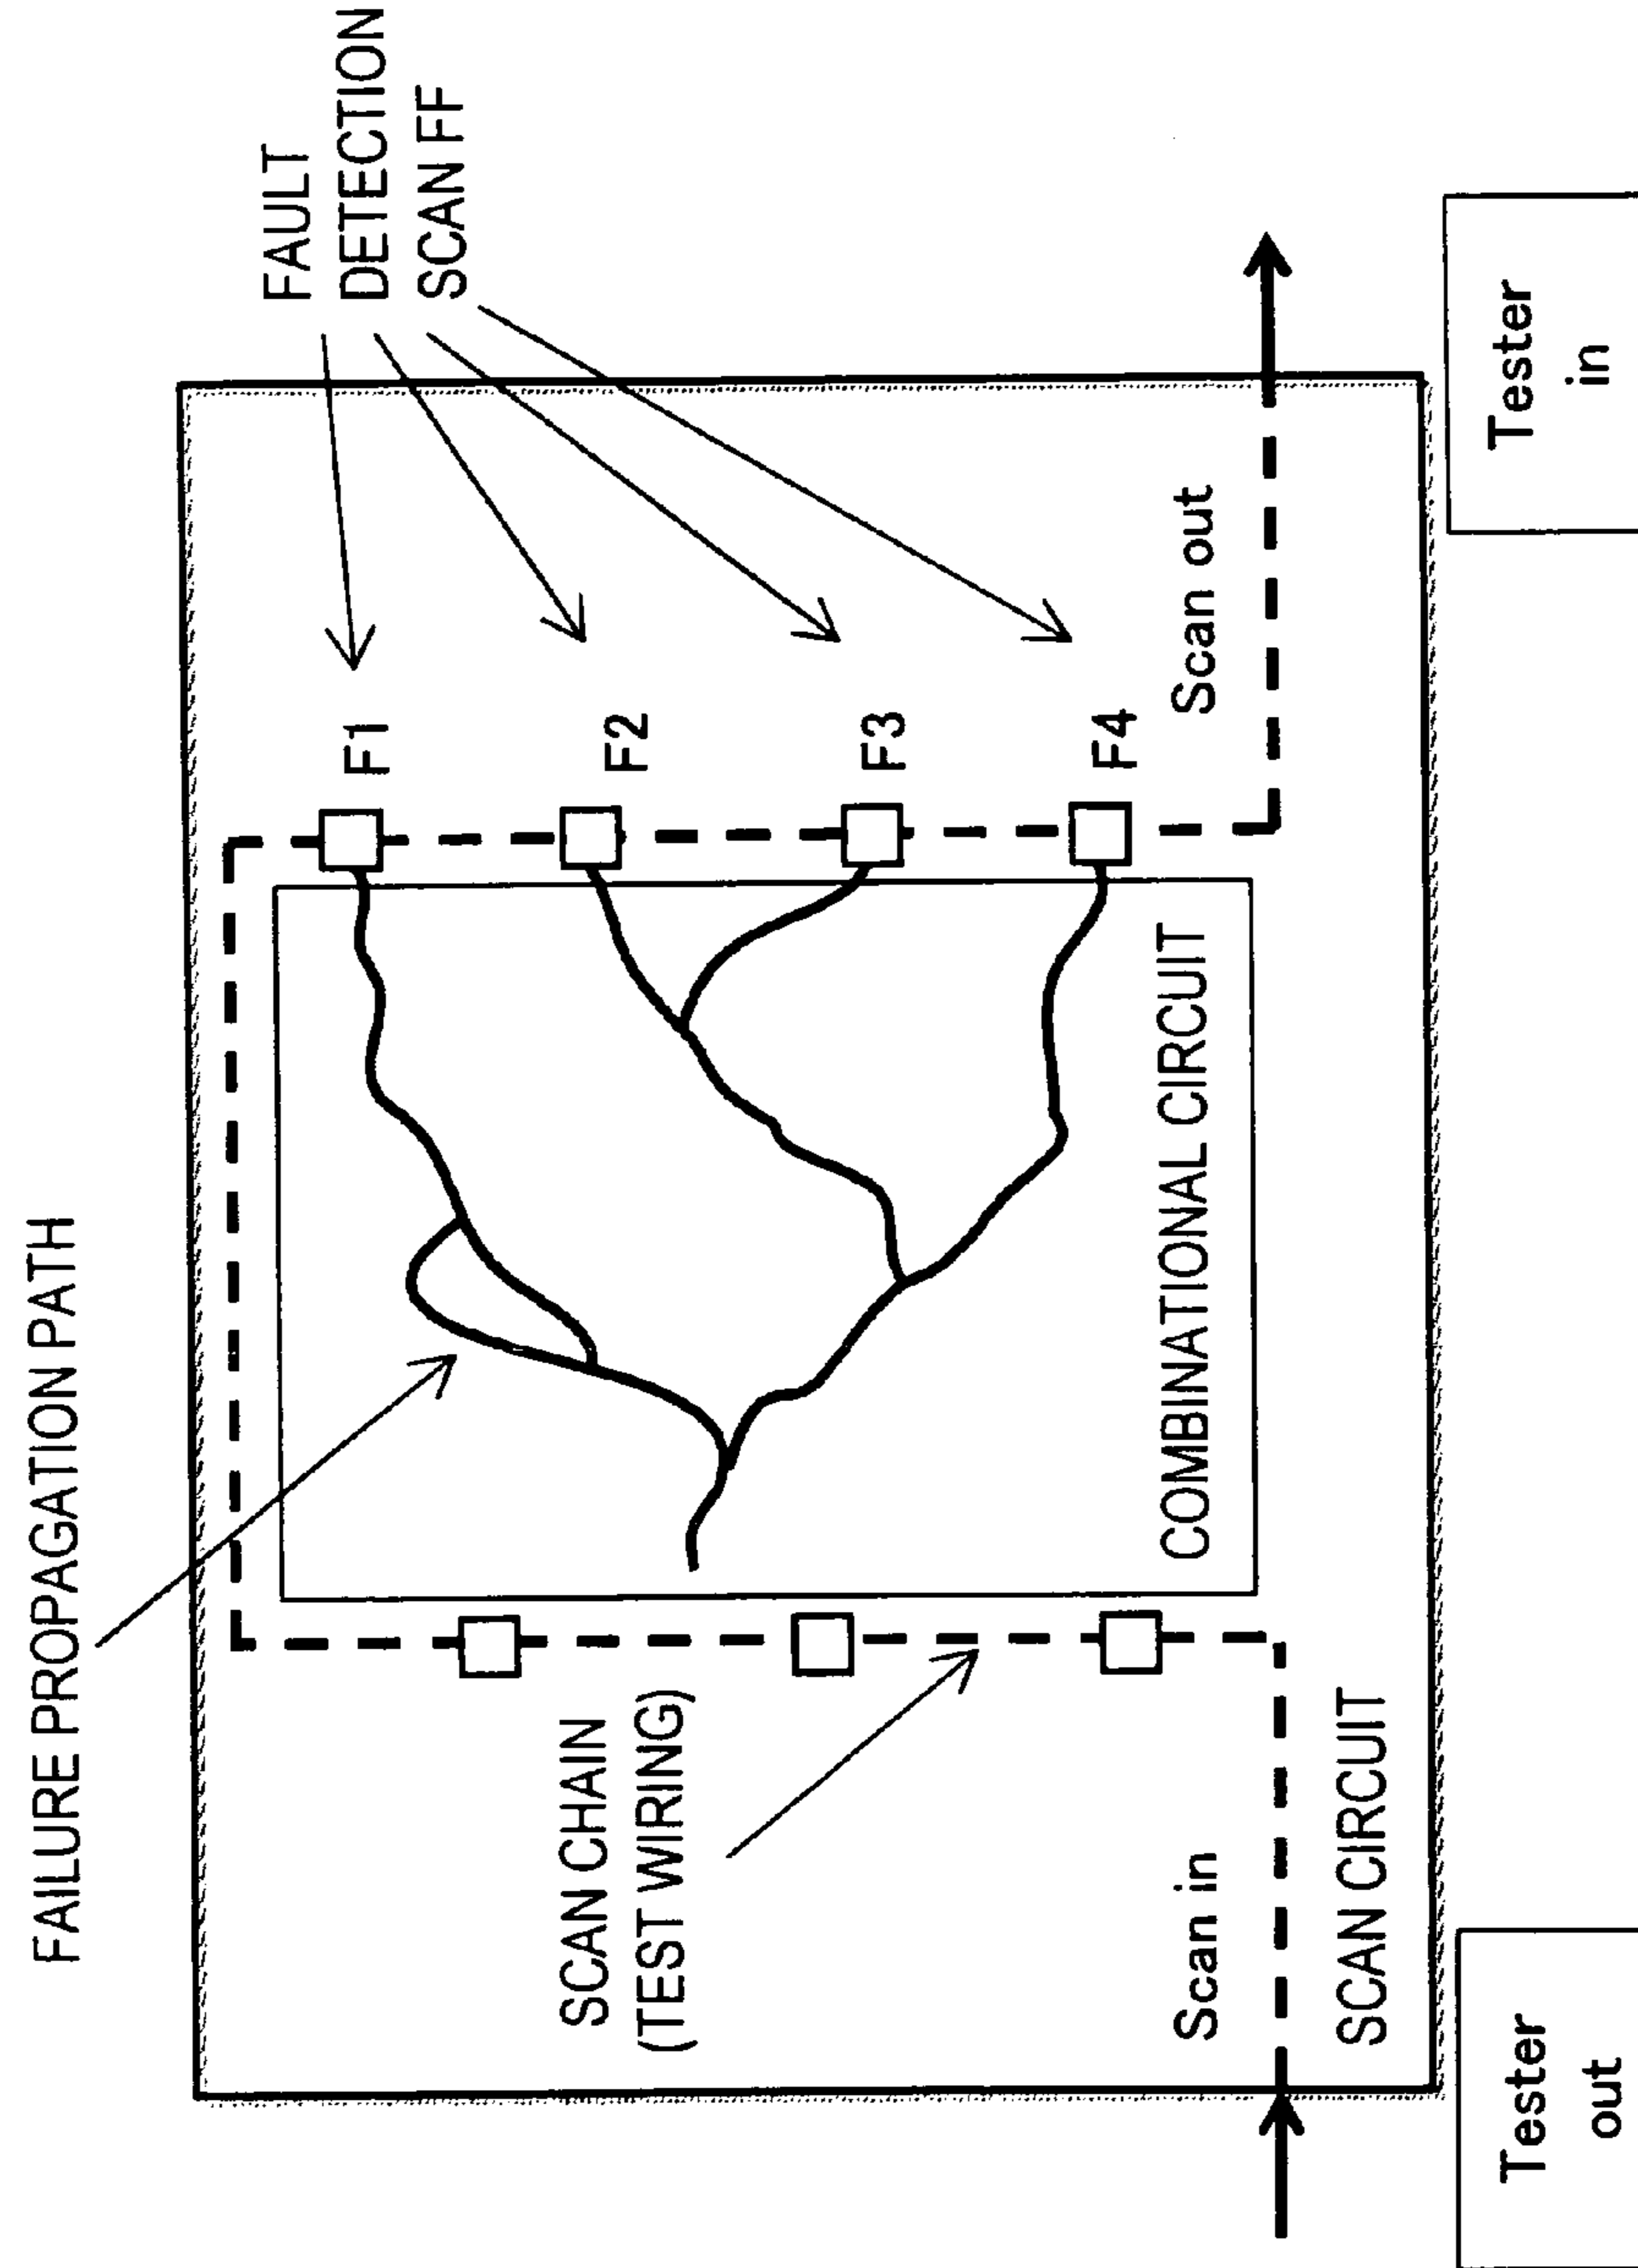 FAILURE PROPAGATION PATH
FAULT
DETECTION
SCAN FF
F1
F2
F3
F4
SCAN CHAIN
(TEST WIRING)
COMBINATIONAL CIRCUIT
Scan in
Scan out
SCAN CIRCUIT
Tester
out
Tester
in